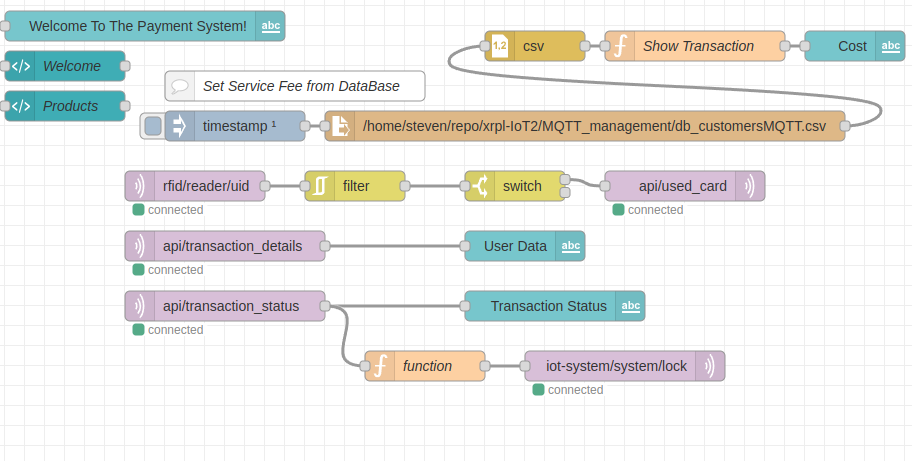 Welcome To The Payment System! abc
</> Welcome
1,2 csv
Show Transaction
Cost abc
Set Service Fee from DataBase
</> Products
timestamp ¹
/home/steven/repo/xrpl-IoT2/MQTT_management/db_customersMQTT.csv
rfid/reader/uid
connected
filter
switch
api/used_card
connected
api/transaction_details
connected
User Data abc
api/transaction_status
connected
Transaction Status abc
function
iot-system/system/lock
connected